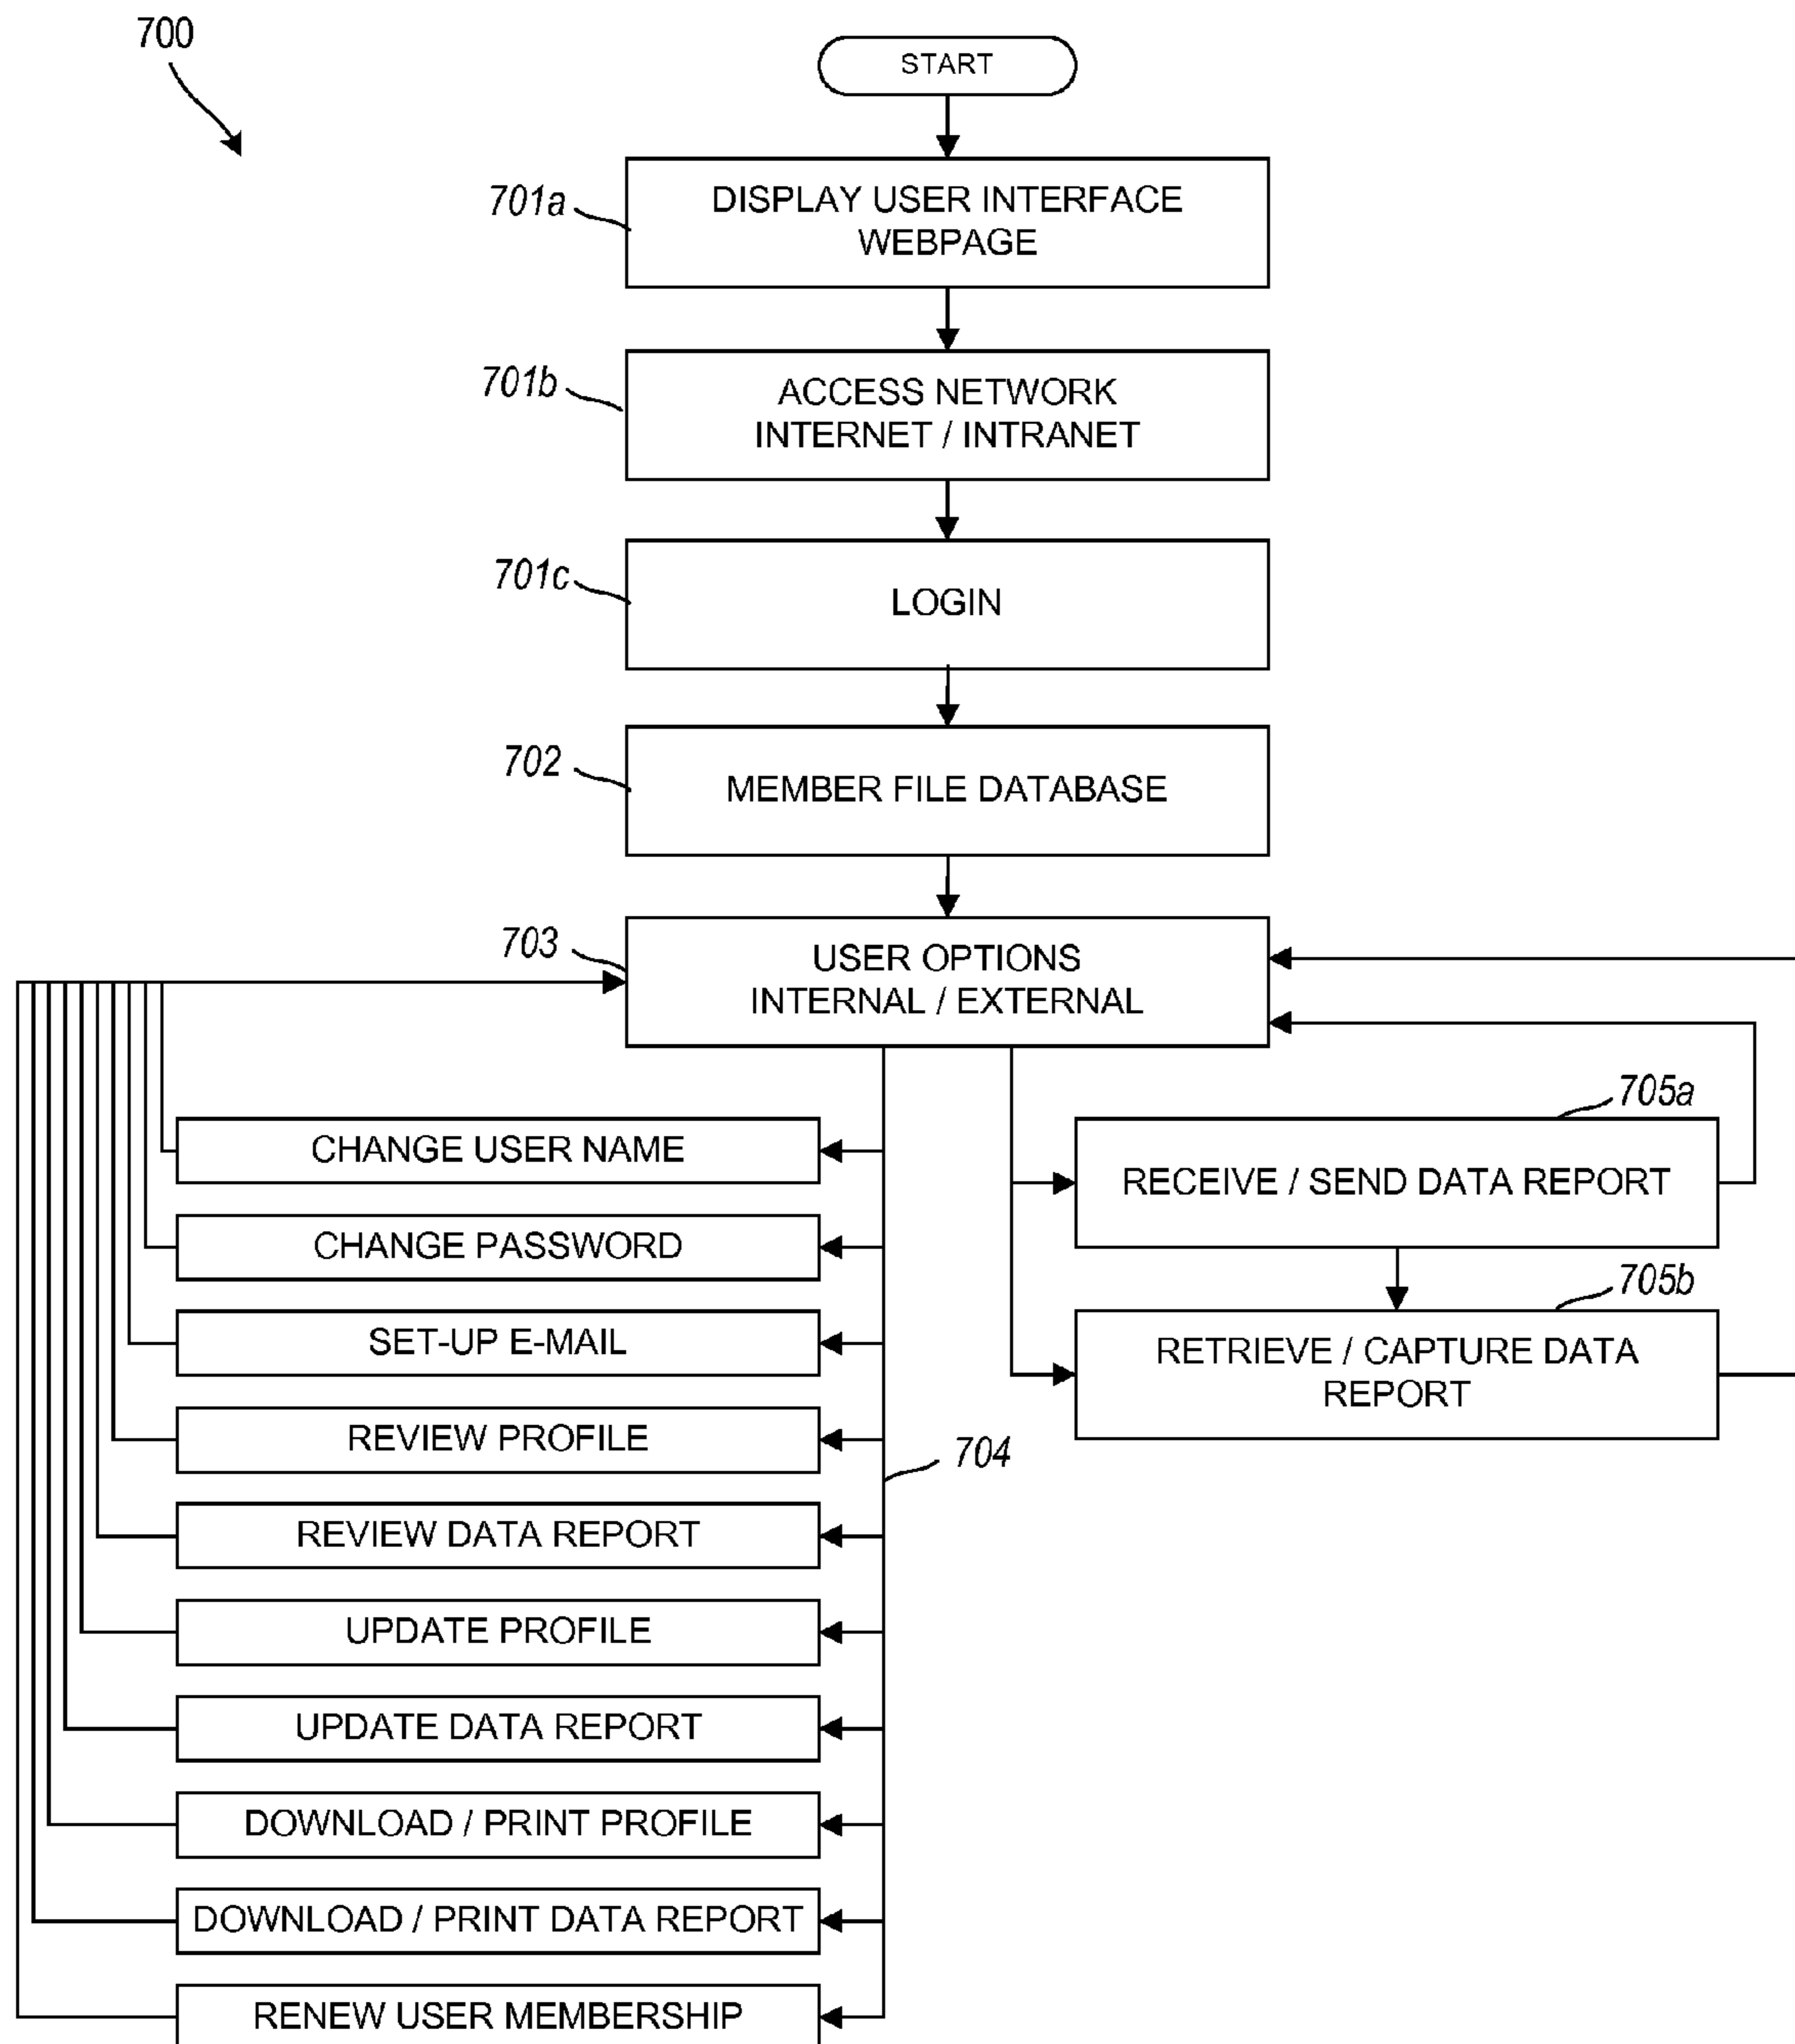 700
START
701a
DISPLAY USER INTERFACE
WEBPAGE
701b
ACCESS NETWORK
INTERNET / INTRANET
701c
LOGIN
702
MEMBER FILE DATABASE
703
USER OPTIONS
INTERNAL / EXTERNAL
CHANGE USER NAME
CHANGE PASSWORD
SET-UP E-MAIL
REVIEW PROFILE
REVIEW DATA REPORT
UPDATE PROFILE
UPDATE DATA REPORT
DOWNLOAD / PRINT PROFILE
DOWNLOAD / PRINT DATA REPORT
RENEW USER MEMBERSHIP
704
705a
RECEIVE / SEND DATA REPORT
705b
RETRIEVE / CAPTURE DATA
REPORT